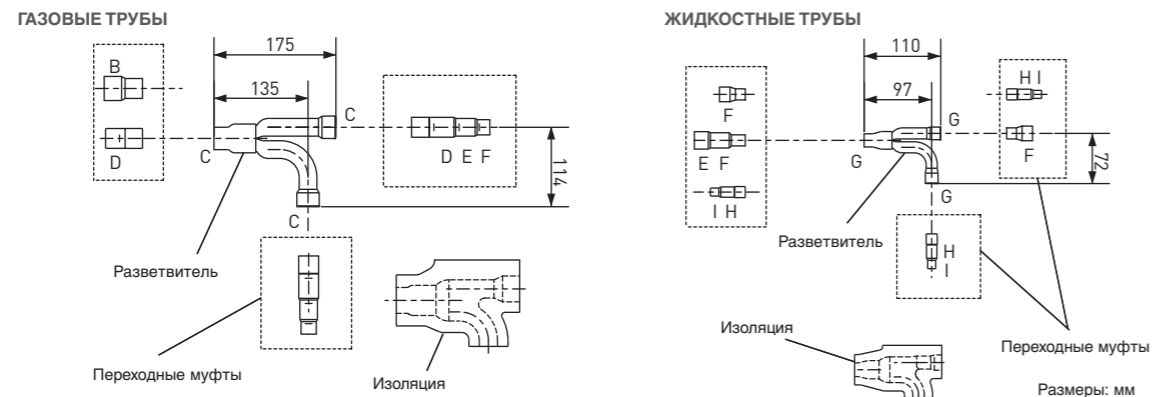 ГАЗОВЫЕ ТРУБЫ
175
135
B
D
C
C
C
D E F
114
Разветвитель
Переходные муфты
Изоляция
ЖИДКОСТНЫЕ ТРУБЫ
110
97
F
E F
I H
G
G
G
H I
F
72
H
I
Разветвитель
Переходные муфты
Изоляция
Размеры: мм